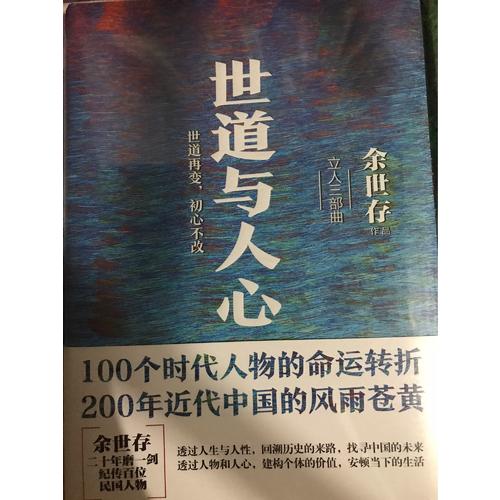 世道与人心
世道再变，初心不改
余世存
作品
立人三部曲
100个时代人物的命运转折
200年近代中国的风雨苍黄
余世存
二十年磨一剑
纪传百位
民国人物
透过人生与人性，回溯历史的来路，找寻中国的未来
透过人物和人心，建构个体的价值，安顿当下的生活